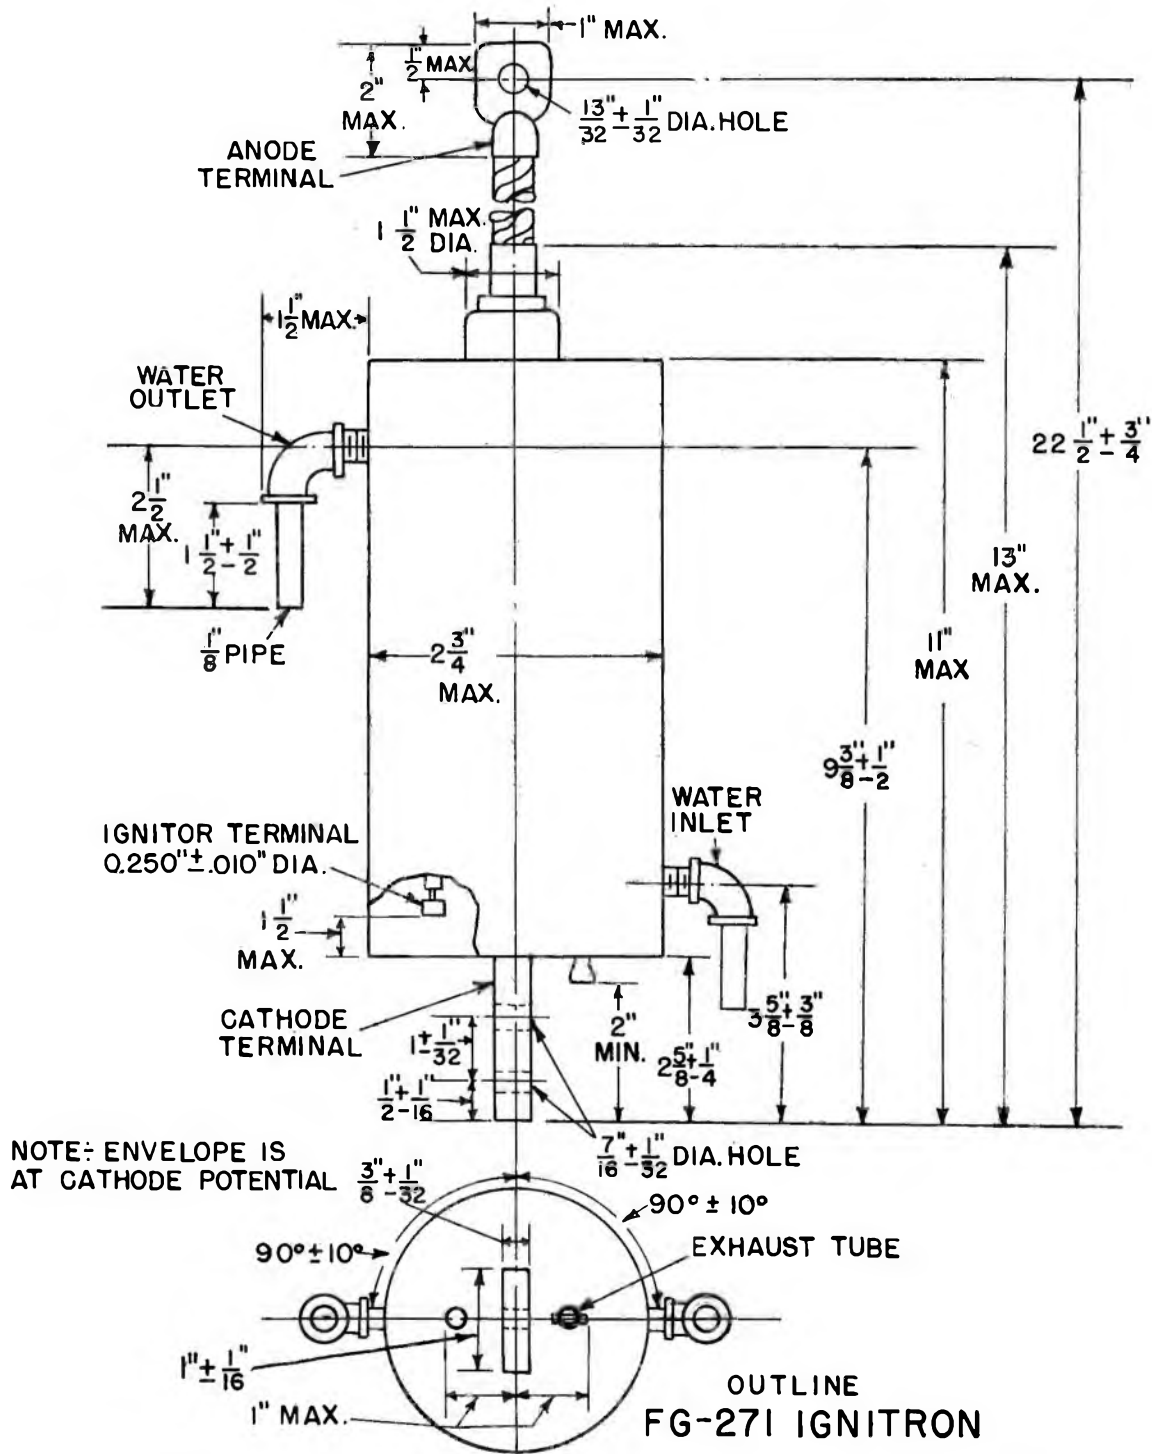 1" MAX.
1/2" MAX
2"
MAX.
13/32" ± 1/32" DIA. HOLE
ANODE
TERMINAL
1 1/2" MAX.
DIA.
1 1/2" MAX.
WATER
OUTLET
22 1/2" ± 3/4"
2 1/2"
MAX.
1 1/2" ± 1/2"
13"
MAX.
1/8" PIPE
2 3/4"
MAX.
11"
MAX
9 3/8" ± 1/2"
WATER
INLET
IGNITOR TERMINAL
0.250" ± .010" DIA.
1 1/2"
MAX.
CATHODE
TERMINAL
1 ± 1/32"
2"
MIN.
2 5/8" ± 1/4"
3 5/8" ± 3/8"
1/2" ± 1/16"
7/16" ± 1/32" DIA. HOLE
NOTE: ENVELOPE IS
AT CATHODE POTENTIAL
3/8" ± 1/32"
90° ± 10°
90° ± 10°
EXHAUST TUBE
1" ± 1/16"
1" MAX.
OUTLINE
FG-271 IGNITRON